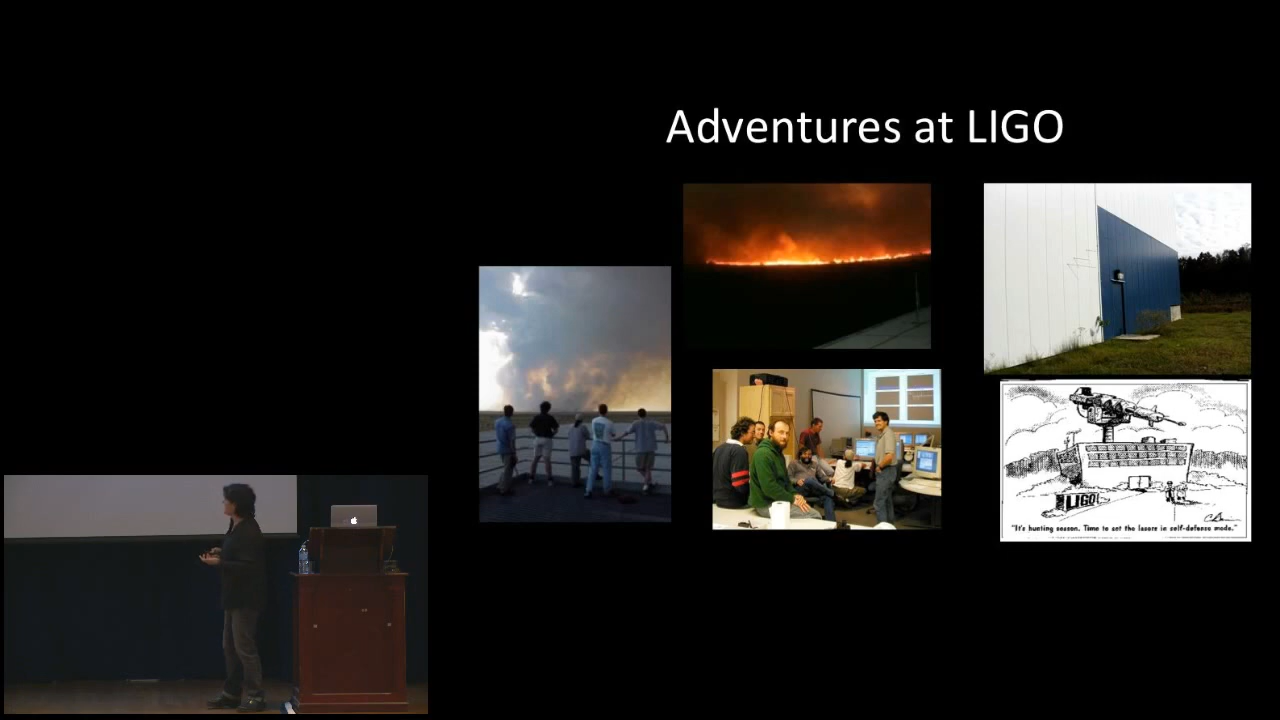 Adventures at LIGO
LIGO
"It's hunting season. Time to set the lasers in self-defense mode."